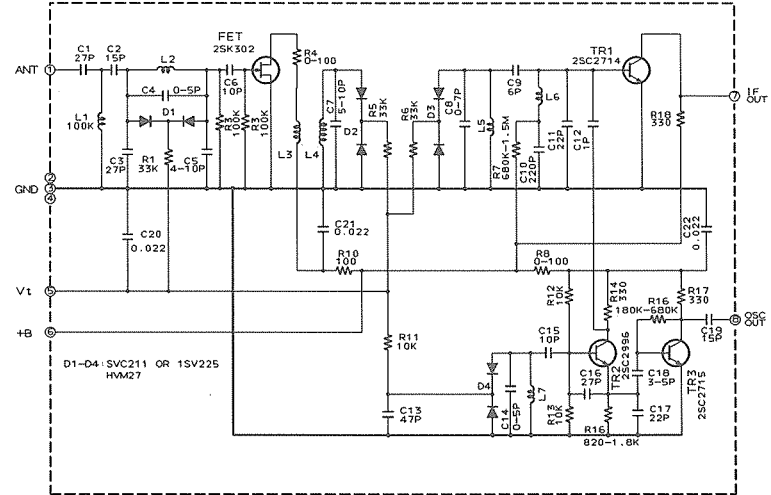 FET
2SK302
TR1
2SC2714
C1
27P
C2
15P
L2
C6
10P
R4
0-100
C4
0-5P
D1
L1
100K
C3
27P
R1
33K
C5
4-10P
R3
100K
R3
100K
L3
L4
C7
5-10P
D2
R5
33K
R6
33K
D3
C8
0-7P
L5
C9
6P
L6
R7
680K-1.5M
C10
220P
C11
22P
C12
1P
R18
330
ANT
1
7
IF
OUT
2
GND
3
4
C20
0.022
C21
0.022
C22
0.022
R10
100
R8
0-100
Vt
5
+B
6
R12
10K
R14
330
180K-680K
R16
R17
330
8
OSC
OUT
C19
15P
R11
10K
C15
10P
D4
C14
0-5P
L7
C16
27P
TR2
2SC2996
C18
3-5P
TR3
2SC2715
C13
47P
R13
10K
R16
820-1.8K
C17
22P
D1-D4:SVC211 OR 1SV225
HVM27